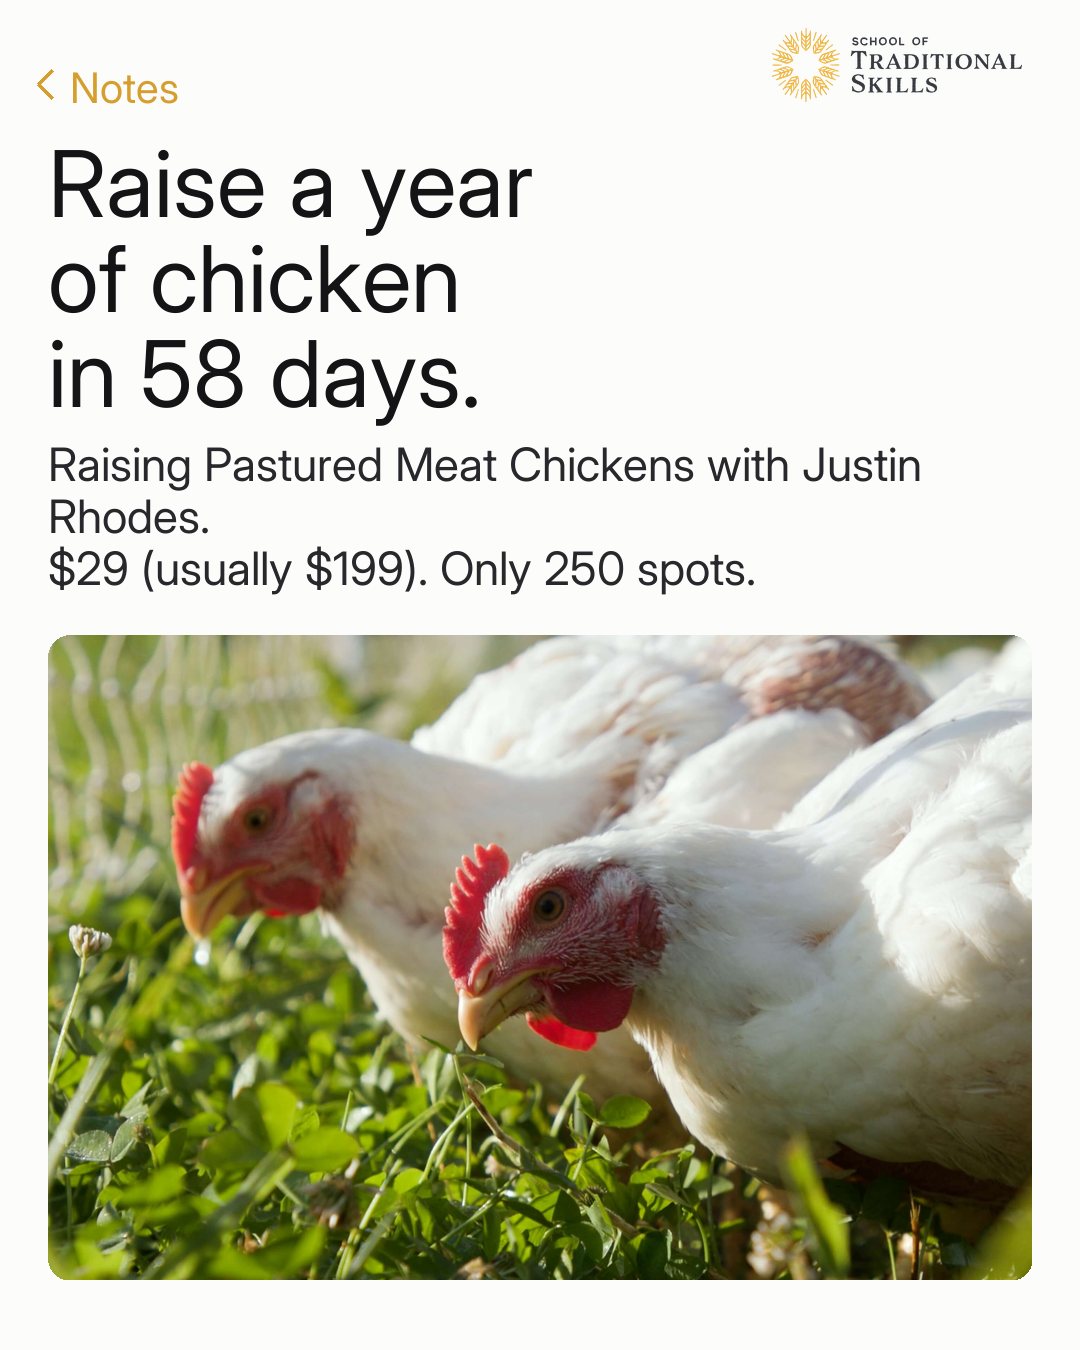 < Notes
SCHOOL OF
TRADITIONAL
SKILLS
Raise a year
of chicken
in 58 days.
Raising Pastured Meat Chickens with Justin
Rhodes.
$29 (usually $199). Only 250 spots.